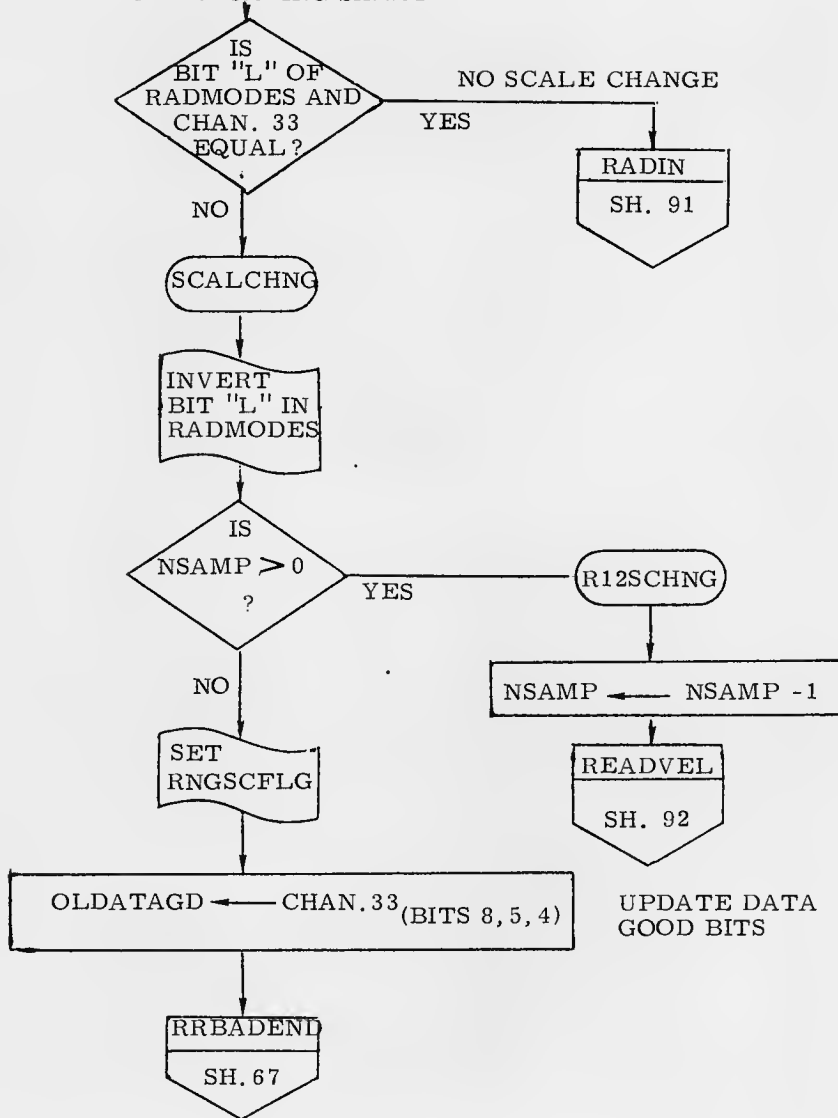 IS
BIT "L" OF
RADMODES AND
CHAN. 33
EQUAL?
NO SCALE CHANGE
YES
RADIN
SH. 91
NO
SCALCHNG
INVERT
BIT "L" IN
RADMODES
IS
NSAMP > 0
?
YES
R12SCHNG
NSAMP ← NSAMP -1
READVEL
SH. 92
NO
SET
RNGSCFLG
OLDATAGD ← CHAN.33 (BITS 8, 5, 4)
UPDATE DATA
GOOD BITS
RRBADEND
SH.67